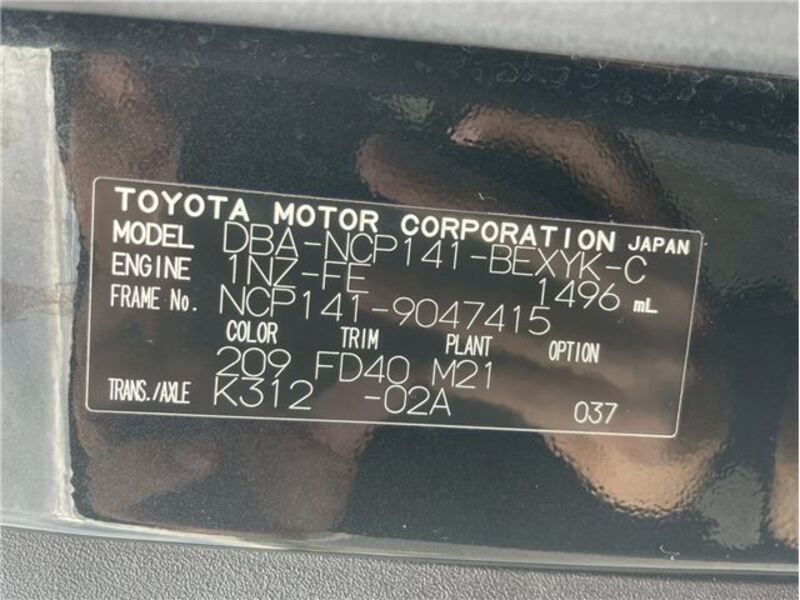 TOYOTA MOTOR CORPORATION JAPAN
MODEL DBA-NCP141-BEXYK-C
ENGINE 1NZ-FE 1496 mL
FRAME No. NCP141-9047415
COLOR TRIM PLANT OPTION
209 FD40 M21
TRANS./AXLE K312 -02A 037